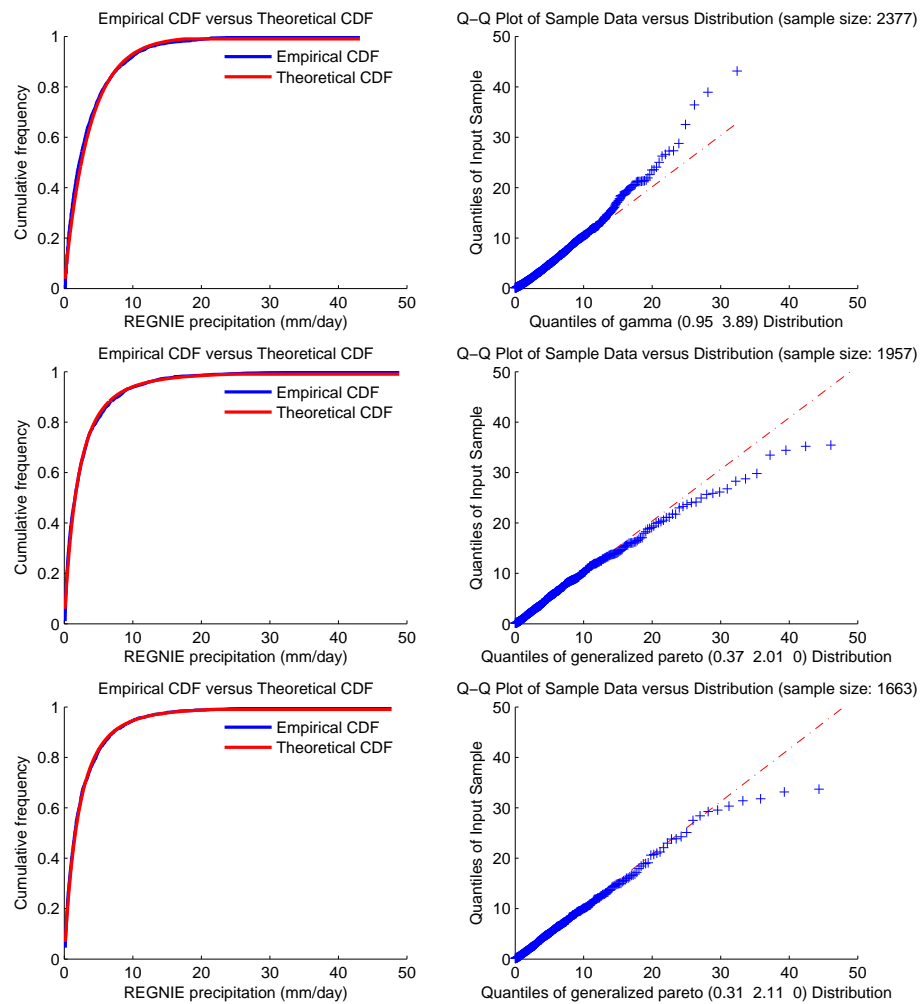 Empirical CDF versus Theoretical CDF
Cumulative frequency
1
0.8
0.6
0.4
0.2
0
0 10 20 30 40 50
REGNIE precipitation (mm/day)
Empirical CDF
Theoretical CDF
Q−Q Plot of Sample Data versus Distribution (sample size: 2377)
Quantiles of Input Sample
50
40
30
20
10
0
0 10 20 30 40 50
Quantiles of gamma (0.95 3.89) Distribution
Empirical CDF versus Theoretical CDF
Cumulative frequency
1
0.8
0.6
0.4
0.2
0
0 10 20 30 40 50
REGNIE precipitation (mm/day)
Empirical CDF
Theoretical CDF
Q−Q Plot of Sample Data versus Distribution (sample size: 1957)
Quantiles of Input Sample
50
40
30
20
10
0
0 10 20 30 40 50
Quantiles of generalized pareto (0.37 2.01 0) Distribution
Empirical CDF versus Theoretical CDF
Cumulative frequency
1
0.8
0.6
0.4
0.2
0
0 10 20 30 40 50
REGNIE precipitation (mm/day)
Empirical CDF
Theoretical CDF
Q−Q Plot of Sample Data versus Distribution (sample size: 1663)
Quantiles of Input Sample
50
40
30
20
10
0
0 10 20 30 40 50
Quantiles of generalized pareto (0.31 2.11 0) Distribution